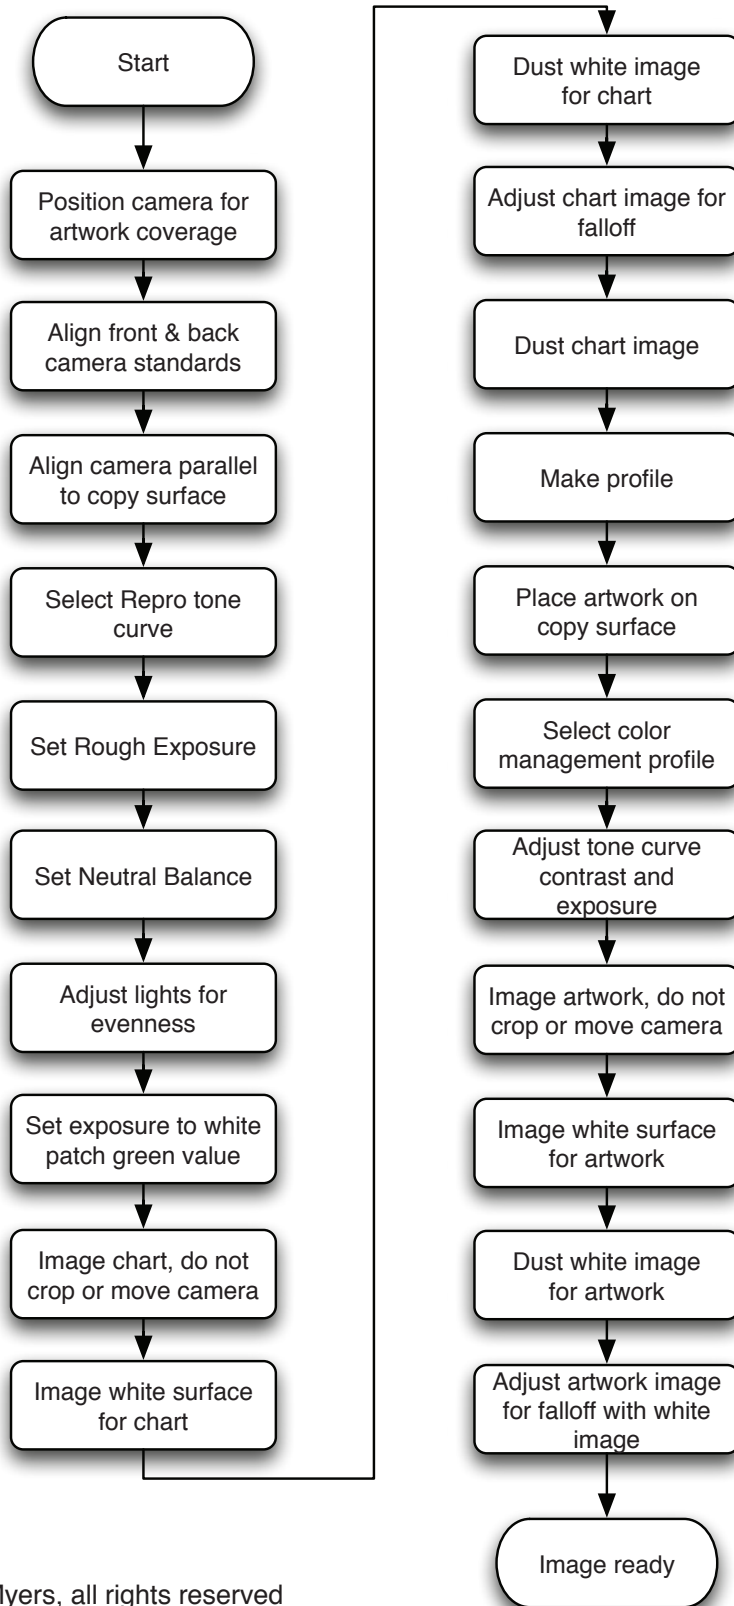 Start
Position camera for
artwork coverage
Align front & back
camera standards
Align camera parallel
to copy surface
Select Repro tone
curve
Set Rough Exposure
Set Neutral Balance
Adjust lights for
evenness
Set exposure to white
patch green value
Image chart, do not
crop or move camera
Image white surface
for chart
Dust white image
for chart
Adjust chart image for
falloff
Dust chart image
Make profile
Place artwork on
copy surface
Select color
management profile
Adjust tone curve
contrast and
exposure
Image artwork, do not
crop or move camera
Image white surface
for artwork
Dust white image
for artwork
Adjust artwork image
for falloff with white
image
Image ready
Myers, all rights reserved